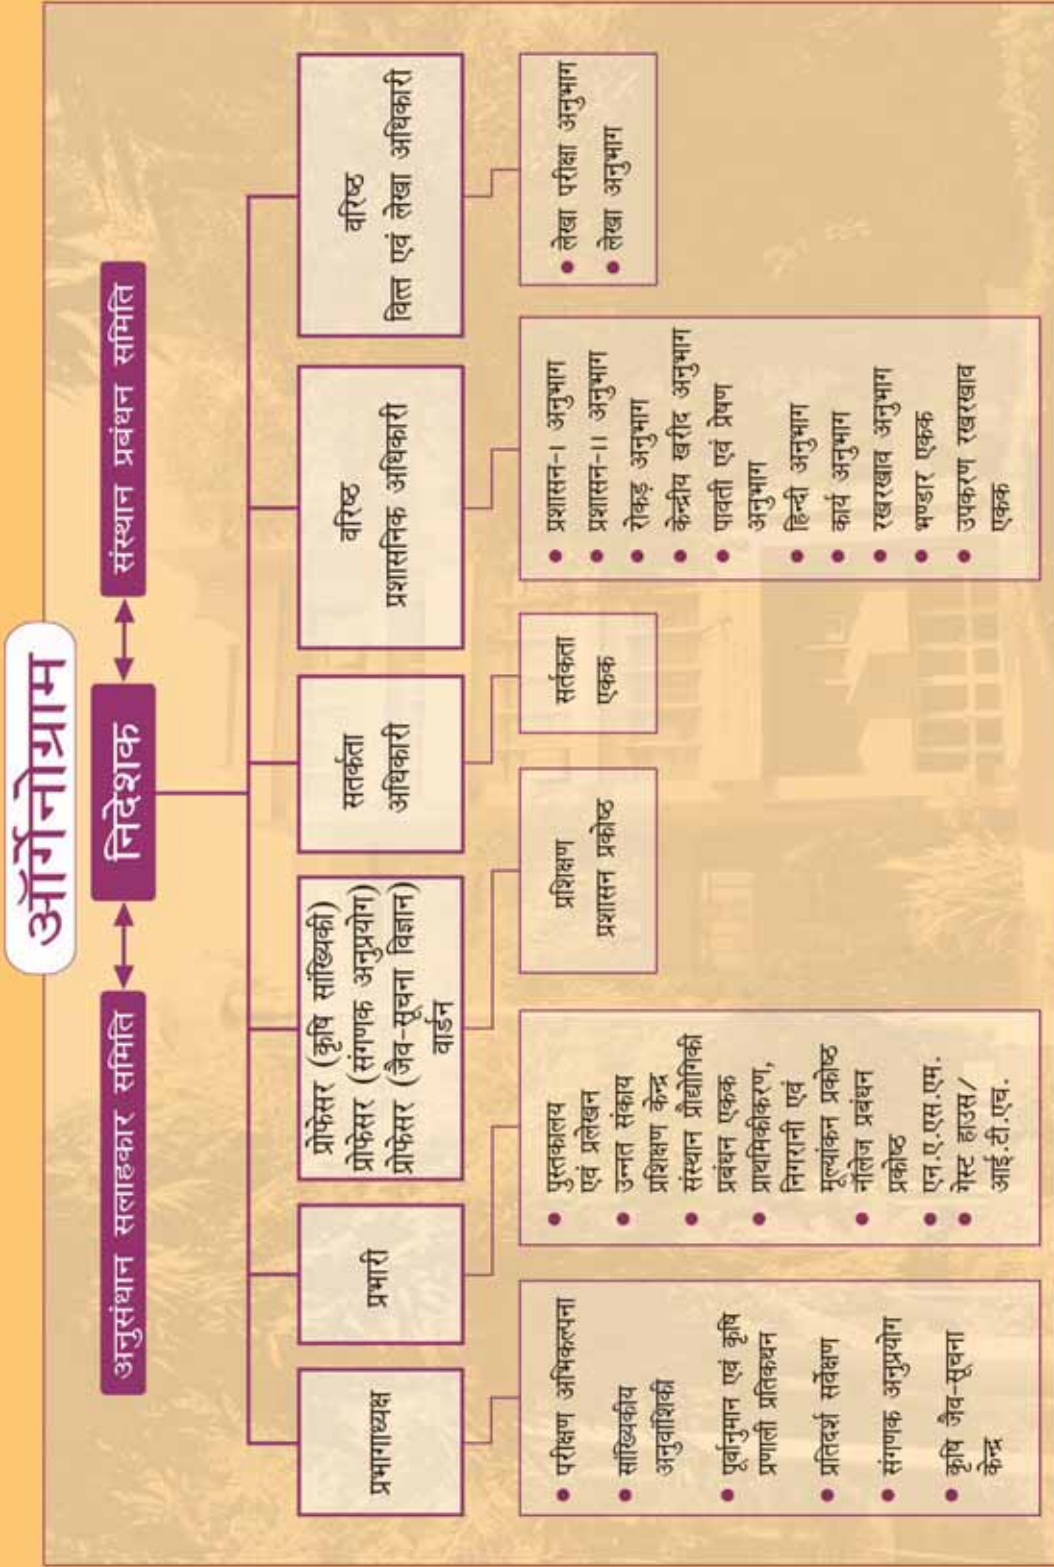 ऑर्गेनोग्राम
अनुसंधान सलाहकार समिति
निदेशक
संस्थान प्रबंधन समिति
प्रभागाध्यक्ष
प्रभारी
प्रोफेसर (कृषि सांख्यिकी)
प्रोफेसर (संगणक अनुप्रयोग)
प्रोफेसर (जैव-सूचना विज्ञान)
वार्डन
सतर्कता
अधिकारी
वरिष्ठ
प्रशासनिक अधिकारी
वरिष्ठ
वित्त एवं लेखा अधिकारी
● परीक्षण अभिकल्पना
● सांख्यिकीय
अनुवांशिकी
● पूर्वानुमान एवं कृषि
प्रणाली प्रतिकथन
● प्रतिदर्श सर्वेक्षण
● संगणक अनुप्रयोग
● कृषि जैव-सूचना
केन्द्र
● पुस्तकालय
एवं प्रलेखन
● उन्नत संकाय
प्रशिक्षण केन्द्र
● संस्थान प्रौद्योगिकी
प्रबंधन एकक
● प्राथमिकीकरण,
निगरानी एवं
मूल्यांकन प्रकोष्ठ
● नॉलेज प्रबंधन
प्रकोष्ठ
● एन.ए.एस.एम.
● गेस्ट हाउस/
आई.टी.एच.
प्रशिक्षण
प्रशासन प्रकोष्ठ
सर्तकता
एकक
● प्रशासन-I अनुभाग
● प्रशासन-II अनुभाग
● रोकड़ अनुभाग
● केन्द्रीय खरीद अनुभाग
● पावती एवं प्रेषण
अनुभाग
● हिन्दी अनुभाग
● कार्य अनुभाग
● रखरखाव अनुभाग
● भण्डार एकक
● उपकरण रखरखाव
एकक
● लेखा परीक्षा अनुभाग
● लेखा अनुभाग